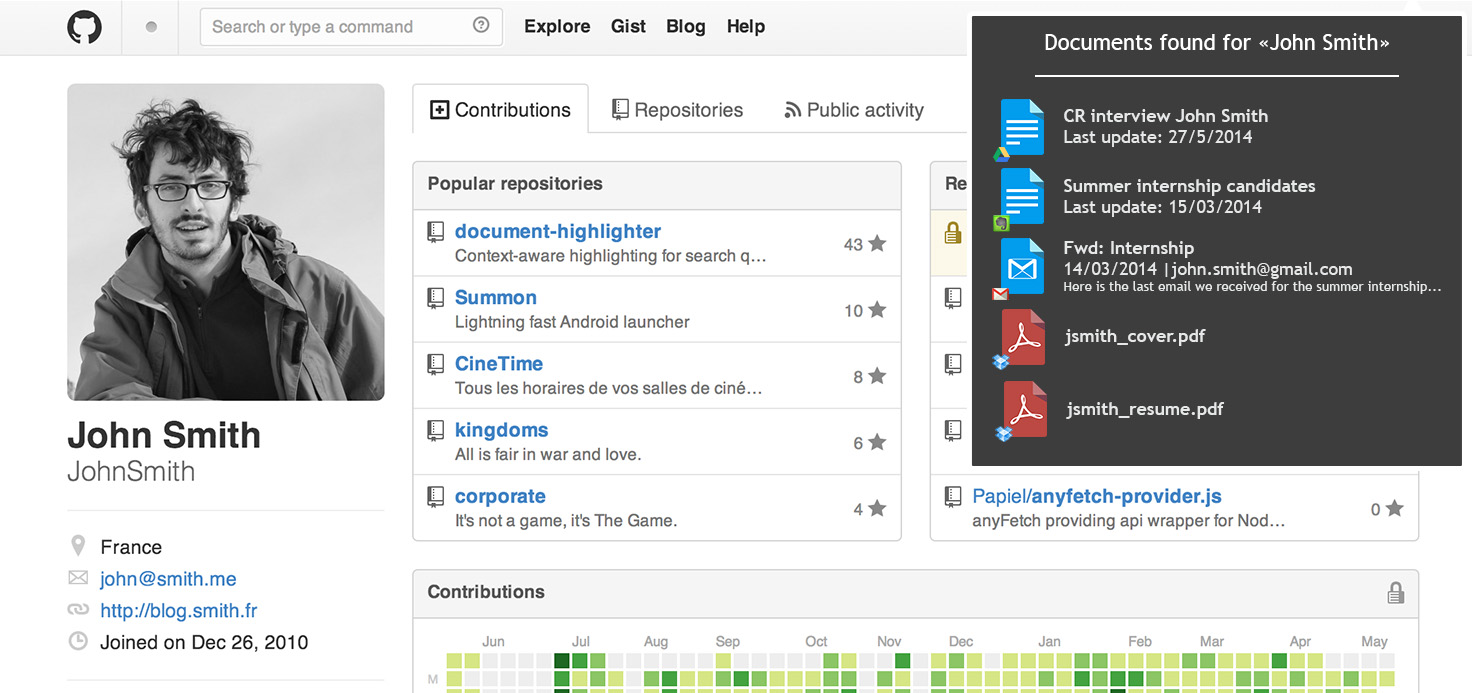 Search or type a command
Explore
Gist
Blog
Help
Documents found for «John Smith»
CR interview John Smith
Last update: 27/5/2014
Summer internship candidates
Last update: 15/03/2014
Fwd: Internship
14/03/2014 |john.smith@gmail.com
Here is the last email we received for the summer internship...
jsmith_cover.pdf
jsmith_resume.pdf
John Smith
JohnSmith
France
john@smith.me
http://blog.smith.fr
Joined on Dec 26, 2010
Contributions
Repositories
Public activity
Popular repositories
document-highlighter
Context-aware highlighting for search q…
43
Summon
Lightning fast Android launcher
10
CineTime
Tous les horaires de vos salles de ciné…
8
kingdoms
All is fair in war and love.
6
corporate
It's not a game, it's The Game.
4
Re
Papiel/anyfetch-provider.js
anyFetch providing api wrapper for Nod…
0
Contributions
Jun Jul Aug Sep Oct Nov Dec Jan Feb Mar Apr May
M